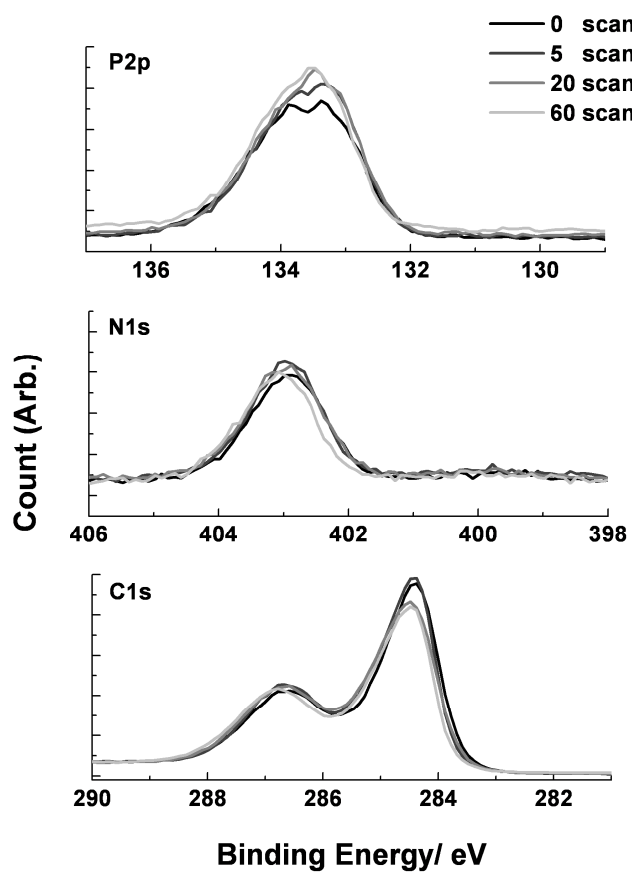 0 scan
5 scan
20 scan
60 scan
P2p
136 134 132 130
N1s
406 404 402 400 398
Count (Arb.)
C1s
290 288 286 284 282
Binding Energy/ eV